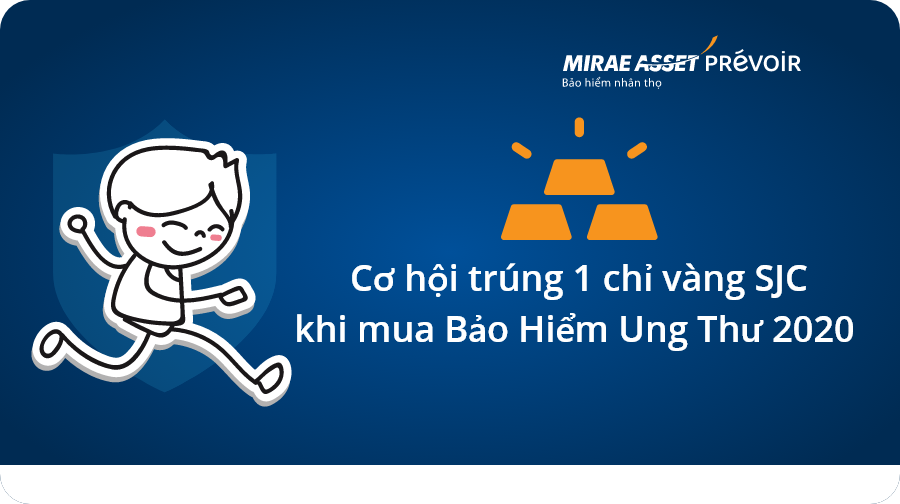 MIRAE ASSET PRÉVOIR
Bảo hiểm nhân thọ
Cơ hội trúng 1 chỉ vàng SJC
khi mua Bảo Hiểm Ung Thư 2020